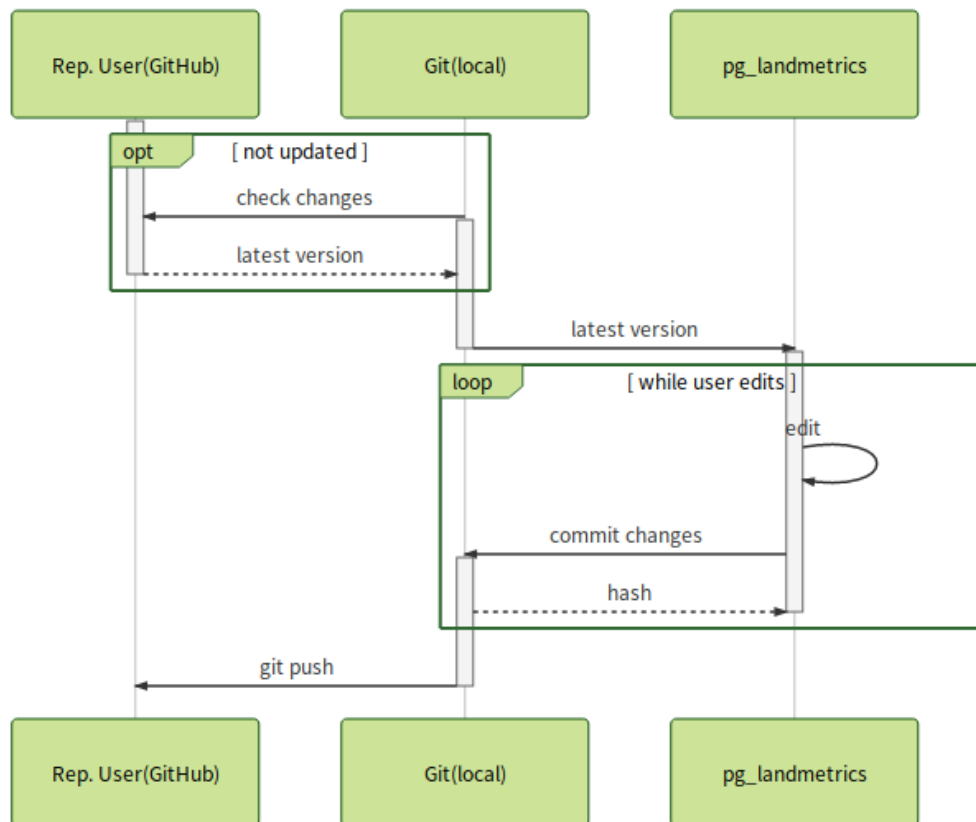 Rep. User(GitHub)
Git(local)
pg_landmetrics
opt
[ not updated ]
check changes
latest version
latest version
loop
[ while user edits ]
edit
commit changes
hash
git push
Rep. User(GitHub)
Git(local)
pg_landmetrics